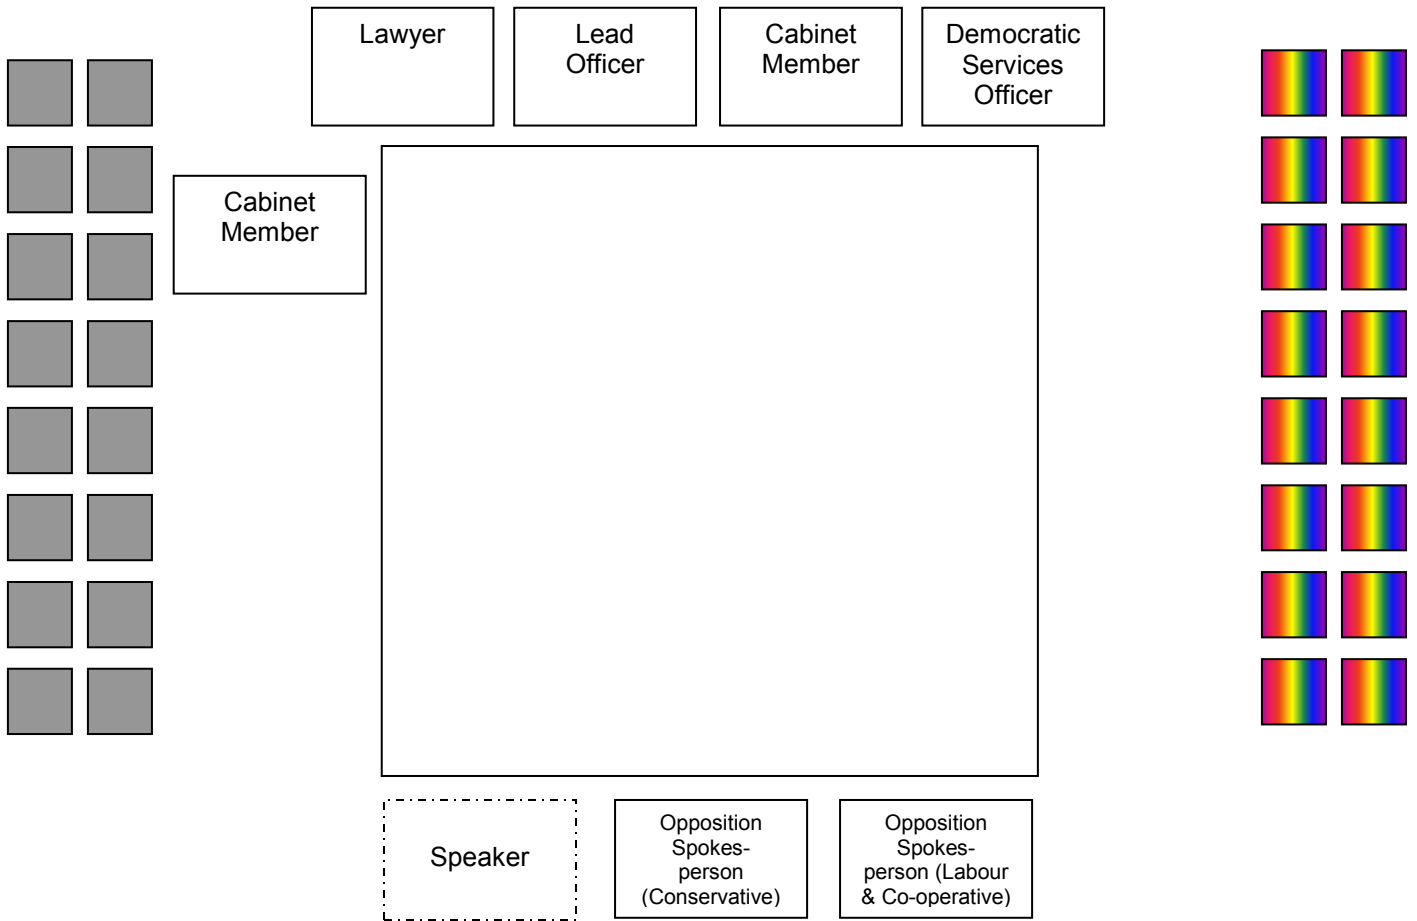 Lawyer
Lead
Officer
Cabinet
Member
Democratic
Services
Officer
Cabinet
Member
Speaker
Opposition
Spokes-
person
(Conservative)
Opposition
Spokes-
person (Labour
& Co-operative)